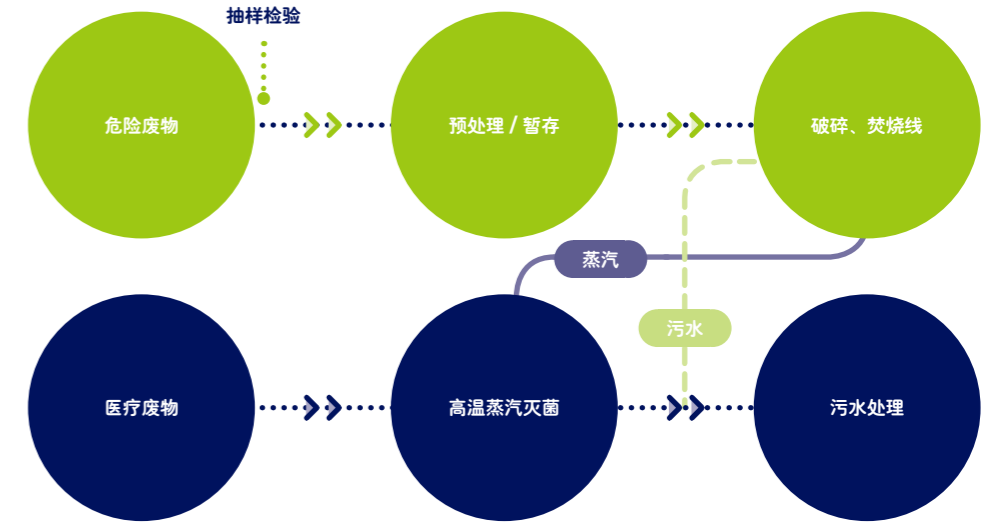 抽样检验
危险废物
预处理 / 暂存
破碎、焚烧线
蒸汽
污水
医疗废物
高温蒸汽灭菌
污水处理